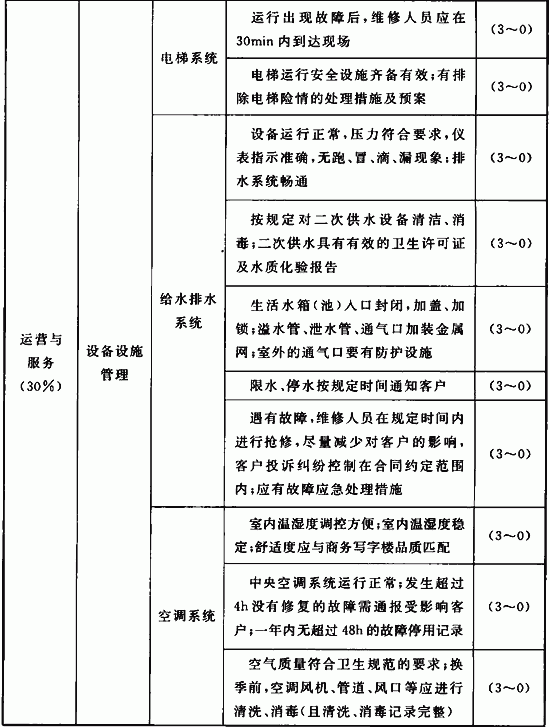 运行出现故障后,维修人员应在
30min 内到达现场
(3～0)
电梯系统
电梯运行安全设施齐备有效;有排
除电梯险情的处理措施及预案
(3～0)
设备运行正常,压力符合要求,仪
表指示准确,无跑、冒、滴、漏现象;排
水系统畅通
(3～0)
按规定对二次供水设备清洁、消
毒;二次供水具有有效的卫生许可证
及水质化验报告
(3～0)
给水排水
系统
生活水箱(池)人口封闭,加盖、加
锁;溢水管、泄水管、通气口加装金属
网;室外的通气口要有防护设施
(3～0)
运营与
服务
(30%)
设备设施
管理
限水、停水按规定时间通知客户
(3～0)
遇有故障,维修人员在规定时间内
进行抢修,尽量减少对客户的影响,
客户投诉纠纷控制在合同约定范围
内;应有故障应急处理措施
(3～0)
室内温湿度调控方便;室内温湿度稳
定;舒适度应与商务写字楼品质匹配
(3～0)
空调系统
中央空调系统运行正常;发生超过
4h 没有修复的故障需通报受影响客
户;一年内无超过 48h 的故障停用记录
(3～0)
空气质量符合卫生规范的要求;换
季前,空调风机、管道、风口等应进行
清洗、消毒(且清洗、消毒记录完整)
(3～0)